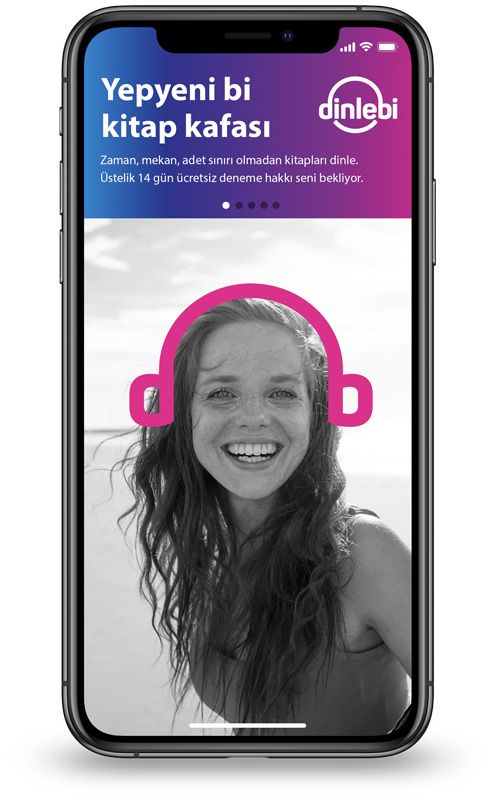 Yepyeni bi
kitap kafası
dinlebi
Zaman, mekan, adet sınırı olmadan kitapları dinle.
Üstelik 14 gün ücretsiz deneme hakkı seni bekliyor.